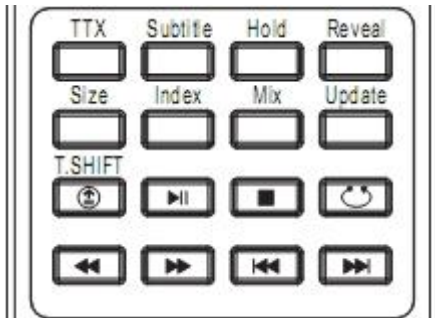 TTX Subtitle Hold Reveal
Size Index Mix Update
T.SHIFT